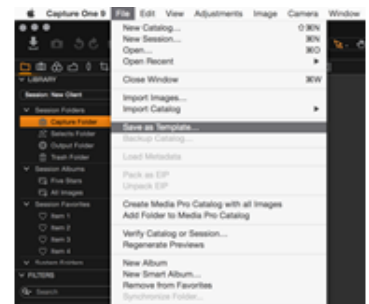 Capture One 9 File Edit View Adjustments Image Camera Window
New Catalog... ⇧⌘N
New Session... ⌘N
Open... ⌘O
Open Recent ▶
Close Window ⌘W
Import Images...
Import Catalog ▶
Save as Template...
Backup Catalog...
Load Metadata
Pack as EIP
Unpack EIP
Create Media Pro Catalog with all Images
Add Folder to Media Pro Catalog
Verify Catalog or Session...
Regenerate Previews
New Album
New Smart Album...
Remove from Favorites
Synchronize Folder...
LIBRARY
Session: New Client
Session Folders
Capture Folder
Selects Folder
Output Folder
Trash Folder
Session Albums
Five Stars
All Images
Session Favorites
Item 1
Item 2
Item 3
Item 4
System Folders
FILTERS
Search